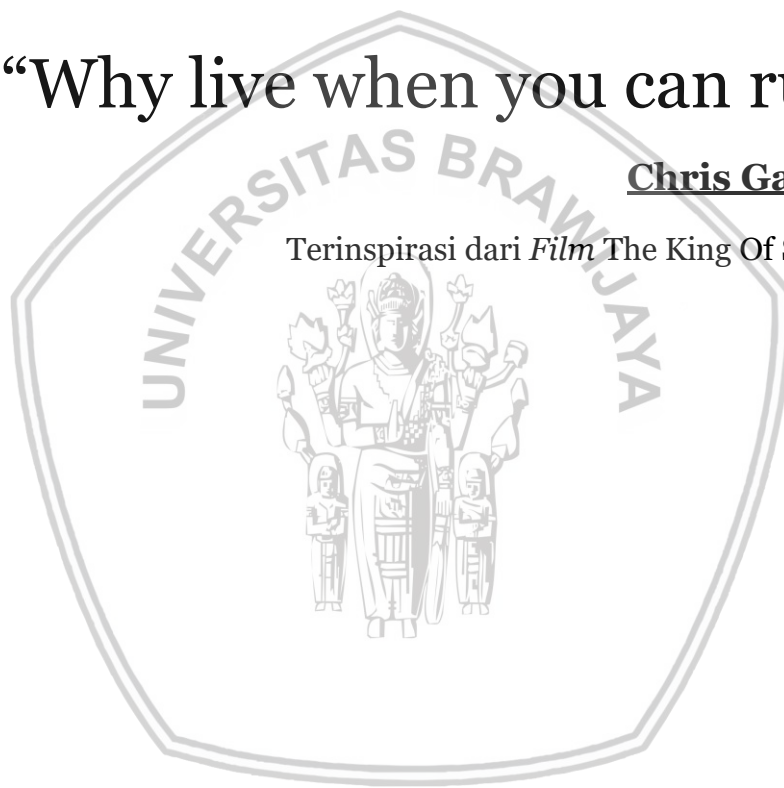 “Why live when you can
UNIVERSITAS BRAWIJAYA
Chris
Terinspirasi dari Film The King Of